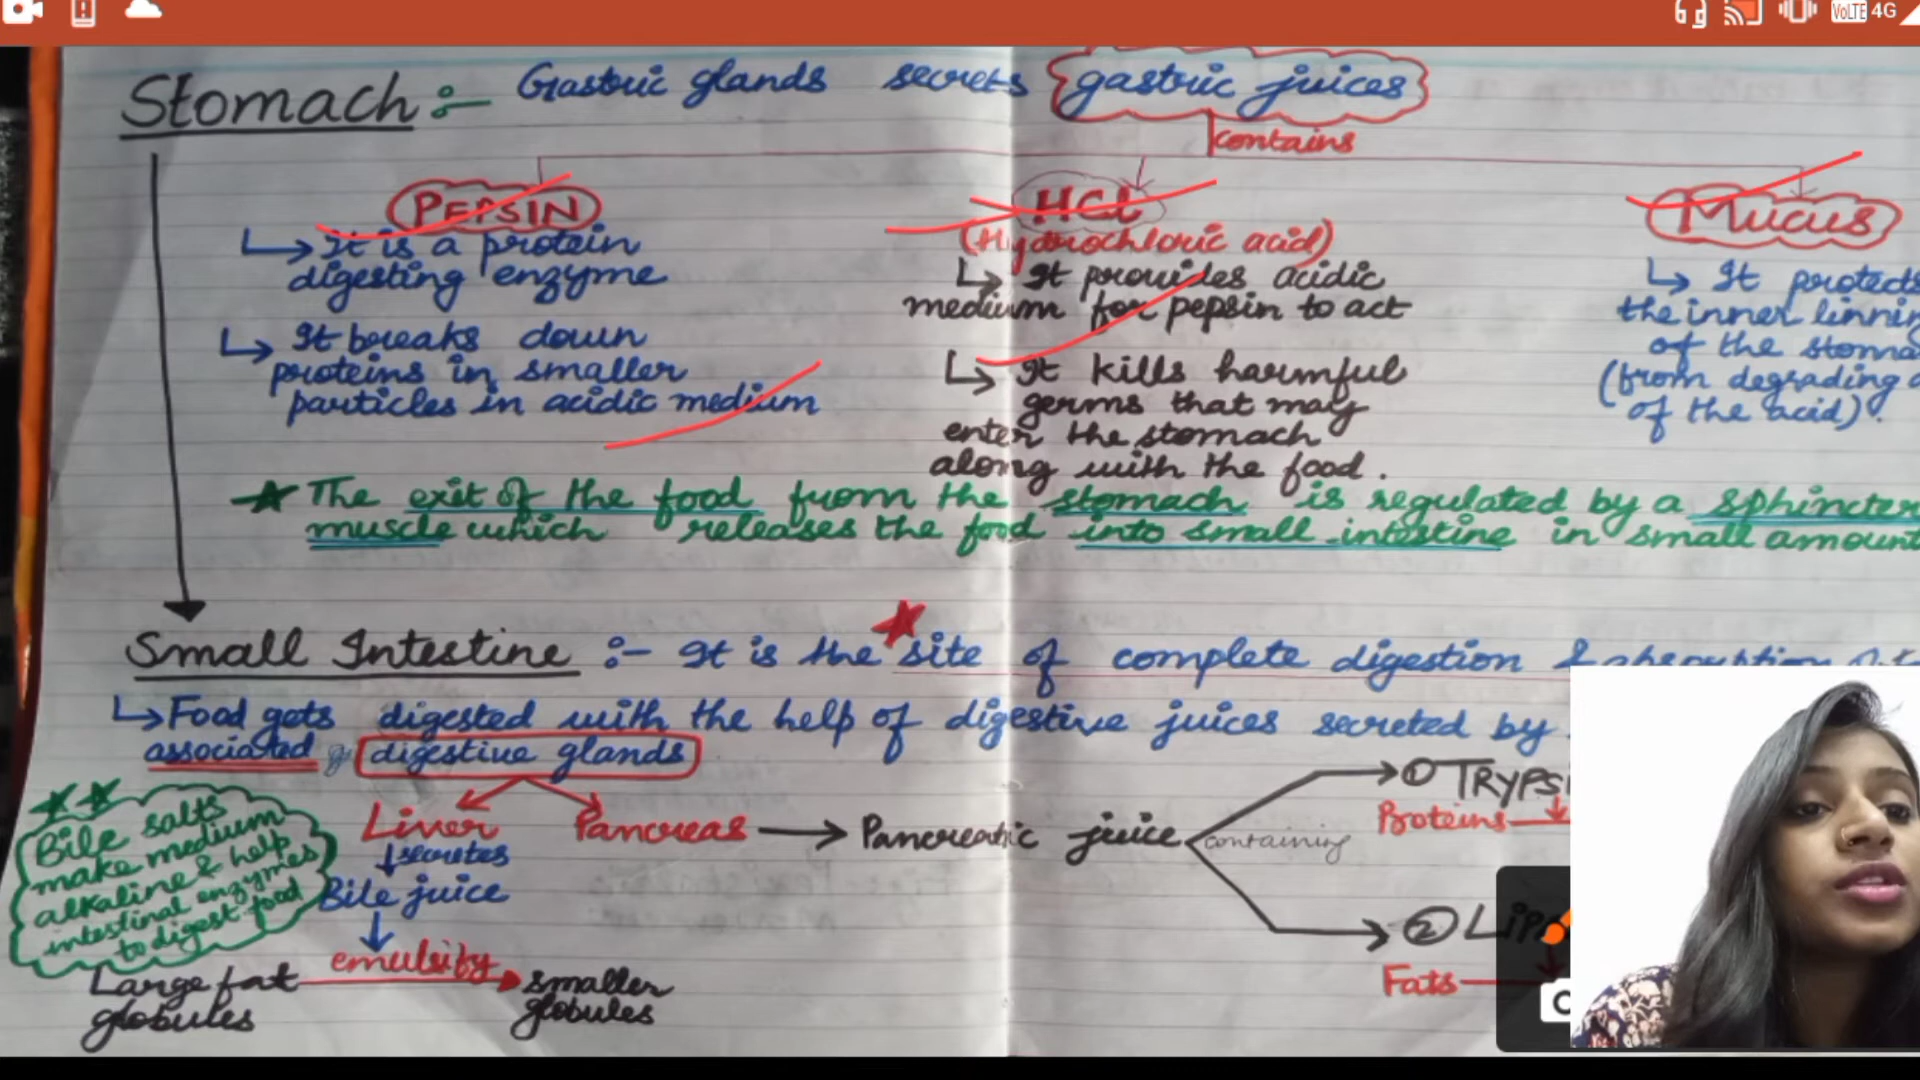 VoLTE 4G
Stomach :- Gastric glands secrets gastric juices
contains
PEPSIN
It is a protein
digesting enzyme
It breaks down
proteins in smaller
particles in acidic medium
HCl
(Hydrochloric acid)
It provides acidic
medium for pepsin to act
It kills harmful
germs that may
enter the stomach
along with the food.
Mucus
It protects
the inner linnin
of the stoma
(from degrading a
of the acid).
The exit of the food from the stomach is regulated by a sphincter
muscle which releases the food into small intestine in small amount
Small Intestine :- It is the site of complete digestion & absorption
Food gets digested with the help of digestive juices secreted by
associated digestive glands
Liver
secretes
Bile juice
emulsify
Large fat
globules
smaller
globules
Bile salts
make medium
alkaline & help
intestinal enzymes
to digest food
Pancreas
Pancreatic juice
containing
① TRYPSI
Proteins
② Lip
Fats